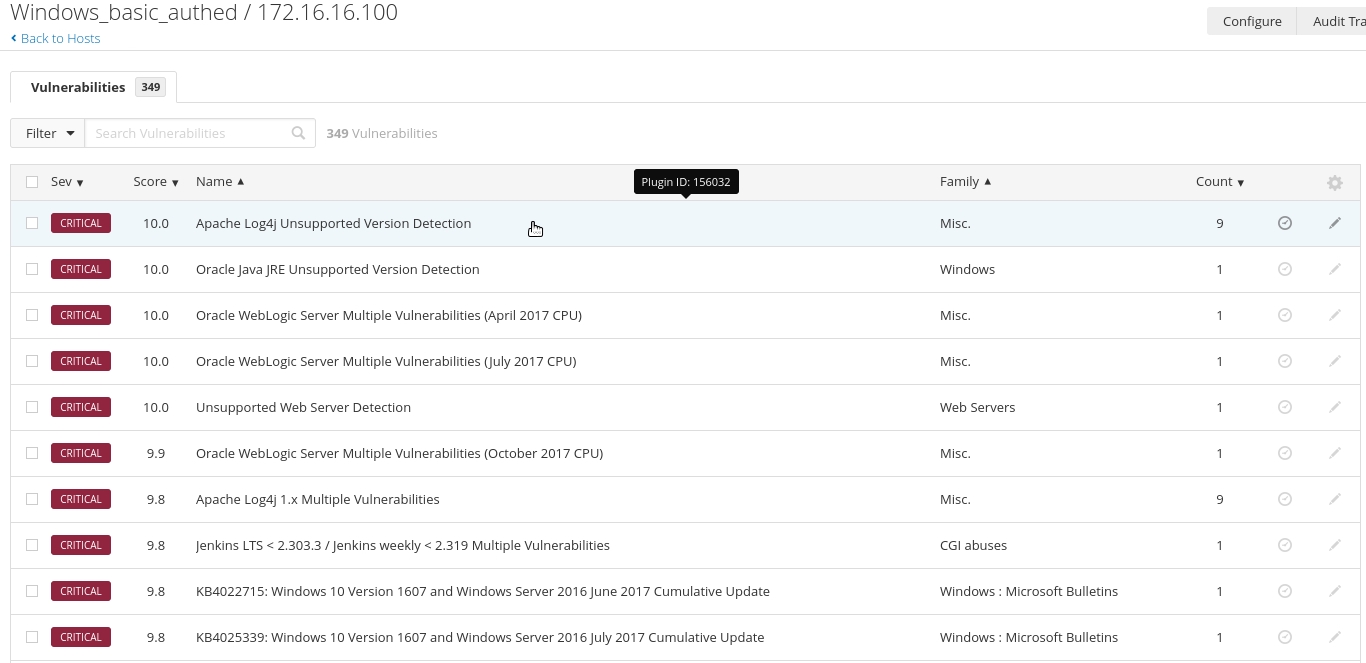 Windows_basic_authed / 172.16.16.100
Configure Audit Tra
Back to Hosts
Vulnerabilities 349
Filter Search Vulnerabilities 349 Vulnerabilities
Plugin ID: 156032
Sev Score Name Family Count
CRITICAL 10.0 Apache Log4j Unsupported Version Detection Misc. 9
CRITICAL 10.0 Oracle Java JRE Unsupported Version Detection Windows 1
CRITICAL 10.0 Oracle WebLogic Server Multiple Vulnerabilities (April 2017 CPU) Misc. 1
CRITICAL 10.0 Oracle WebLogic Server Multiple Vulnerabilities (July 2017 CPU) Misc. 1
CRITICAL 10.0 Unsupported Web Server Detection Web Servers 1
CRITICAL 9.9 Oracle WebLogic Server Multiple Vulnerabilities (October 2017 CPU) Misc. 1
CRITICAL 9.8 Apache Log4j 1.x Multiple Vulnerabilities Misc. 9
CRITICAL 9.8 Jenkins LTS < 2.303.3 / Jenkins weekly < 2.319 Multiple Vulnerabilities CGI abuses 1
CRITICAL 9.8 KB4022715: Windows 10 Version 1607 and Windows Server 2016 June 2017 Cumulative Update Windows : Microsoft Bulletins 1
CRITICAL 9.8 KB4025339: Windows 10 Version 1607 and Windows Server 2016 July 2017 Cumulative Update Windows : Microsoft Bulletins 1